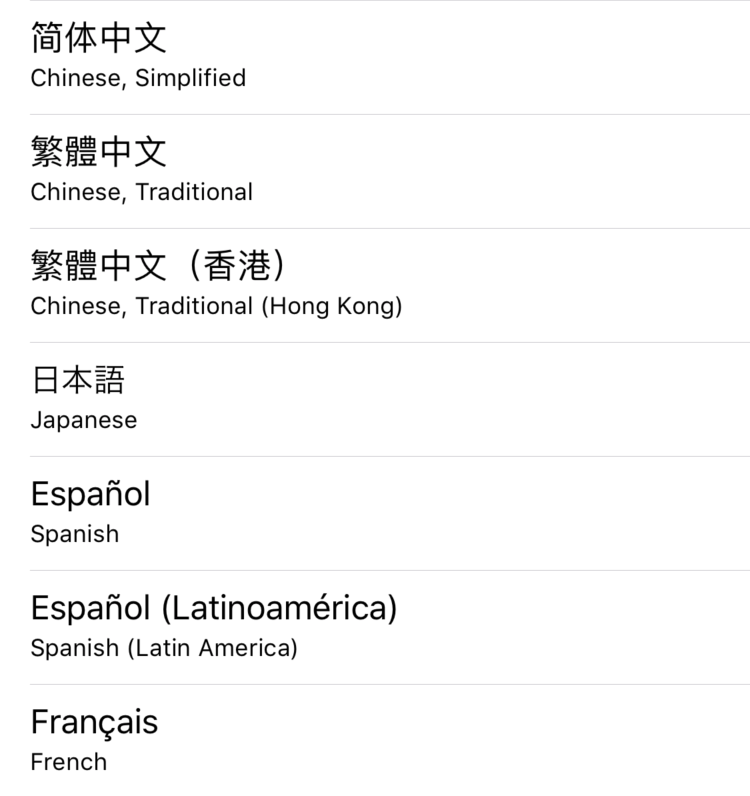 简体中文
Chinese, Simplified
繁體中文
Chinese, Traditional
繁體中文（香港）
Chinese, Traditional (Hong Kong)
日本語
Japanese
Español
Spanish
Español (Latinoamérica)
Spanish (Latin America)
Français
French